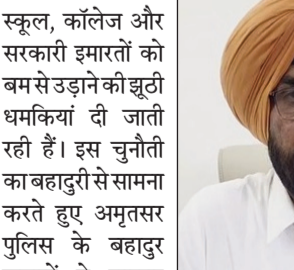 स्कूल, कॉलेज और
सरकारी इमारतों को
बम से उड़ाने की झूठी
धमकियां दी जाती
रही हैं। इस चुनौती
का बहादुरी से सामना
करते हुए अमृतसर
पुलिस के बहादुर